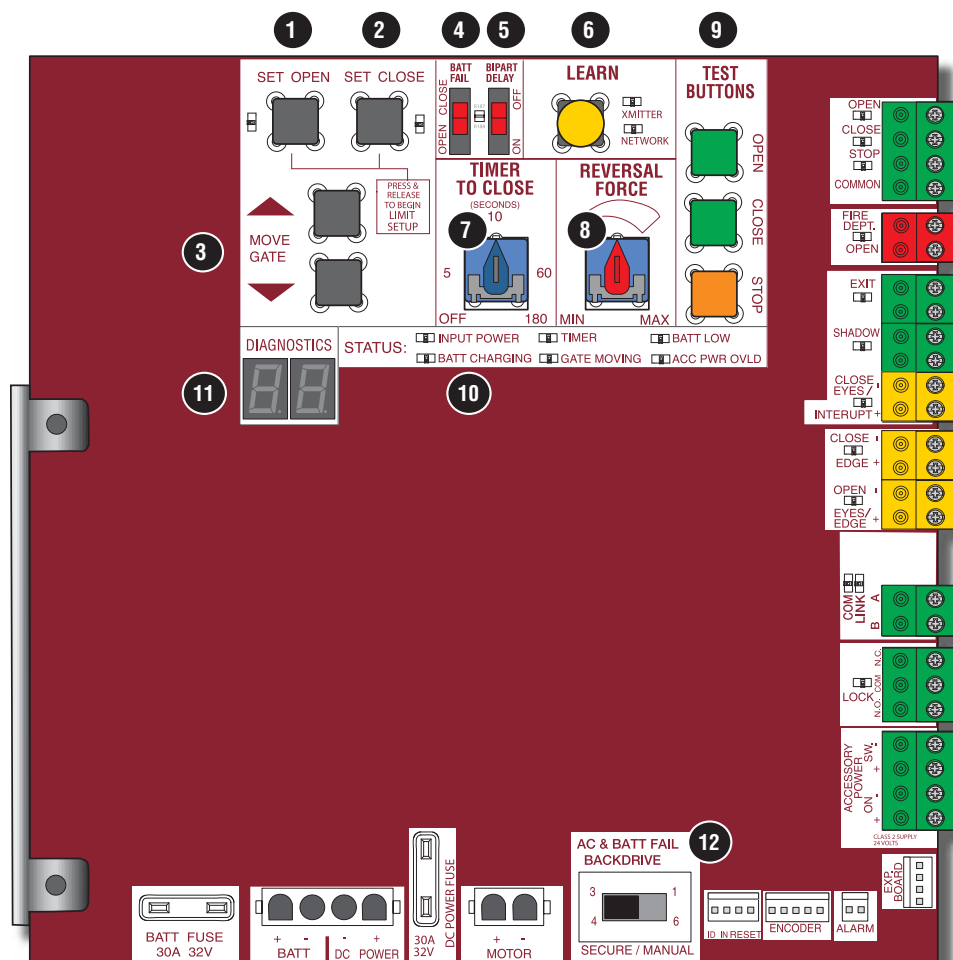 1
2
4
5
6
9
SET OPEN
SET CLOSE
PRESS &
RELEASE
TO BEGIN
LIMIT
SETUP
3
MOVE
GATE
BATT
FAIL
OPEN CLOSE
BIPART
DELAY
ON OFF
R187
R188
LEARN
XMITTER
NETWORK
TEST
BUTTONS
OPEN
CLOSE
STOP
TIMER
TO CLOSE
(SECONDS)
10
7
5
60
OFF
180
REVERSAL
FORCE
8
MIN
MAX
DIAGNOSTICS
11
STATUS:
INPUT POWER
TIMER
BATT LOW
BATT CHARGING
GATE MOVING
ACC PWR OVLD
10
OPEN
CLOSE
STOP
COMMON
FIRE
DEPT.
OPEN
EXIT
SHADOW
CLOSE -
EYES/
INTERUPT +
CLOSE -
EDGE +
OPEN -
EYES/
EDGE +
COM
LINK
A
B
LOCK
N.C.
COM
N.O.
ACCESSORY
POWER
ON SW.
- + - +
CLASS 2 SUPPLY
24 VOLTS
EXP.
BOARD
BATT FUSE
30A 32V
+ - - +
BATT
DC POWER
DC POWER FUSE
30A
32V
+ -
MOTOR
12
AC & BATT FAIL
BACKDRIVE
3
1
4
6
SECURE / MANUAL
ID IN RESET
ENCODER
ALARM